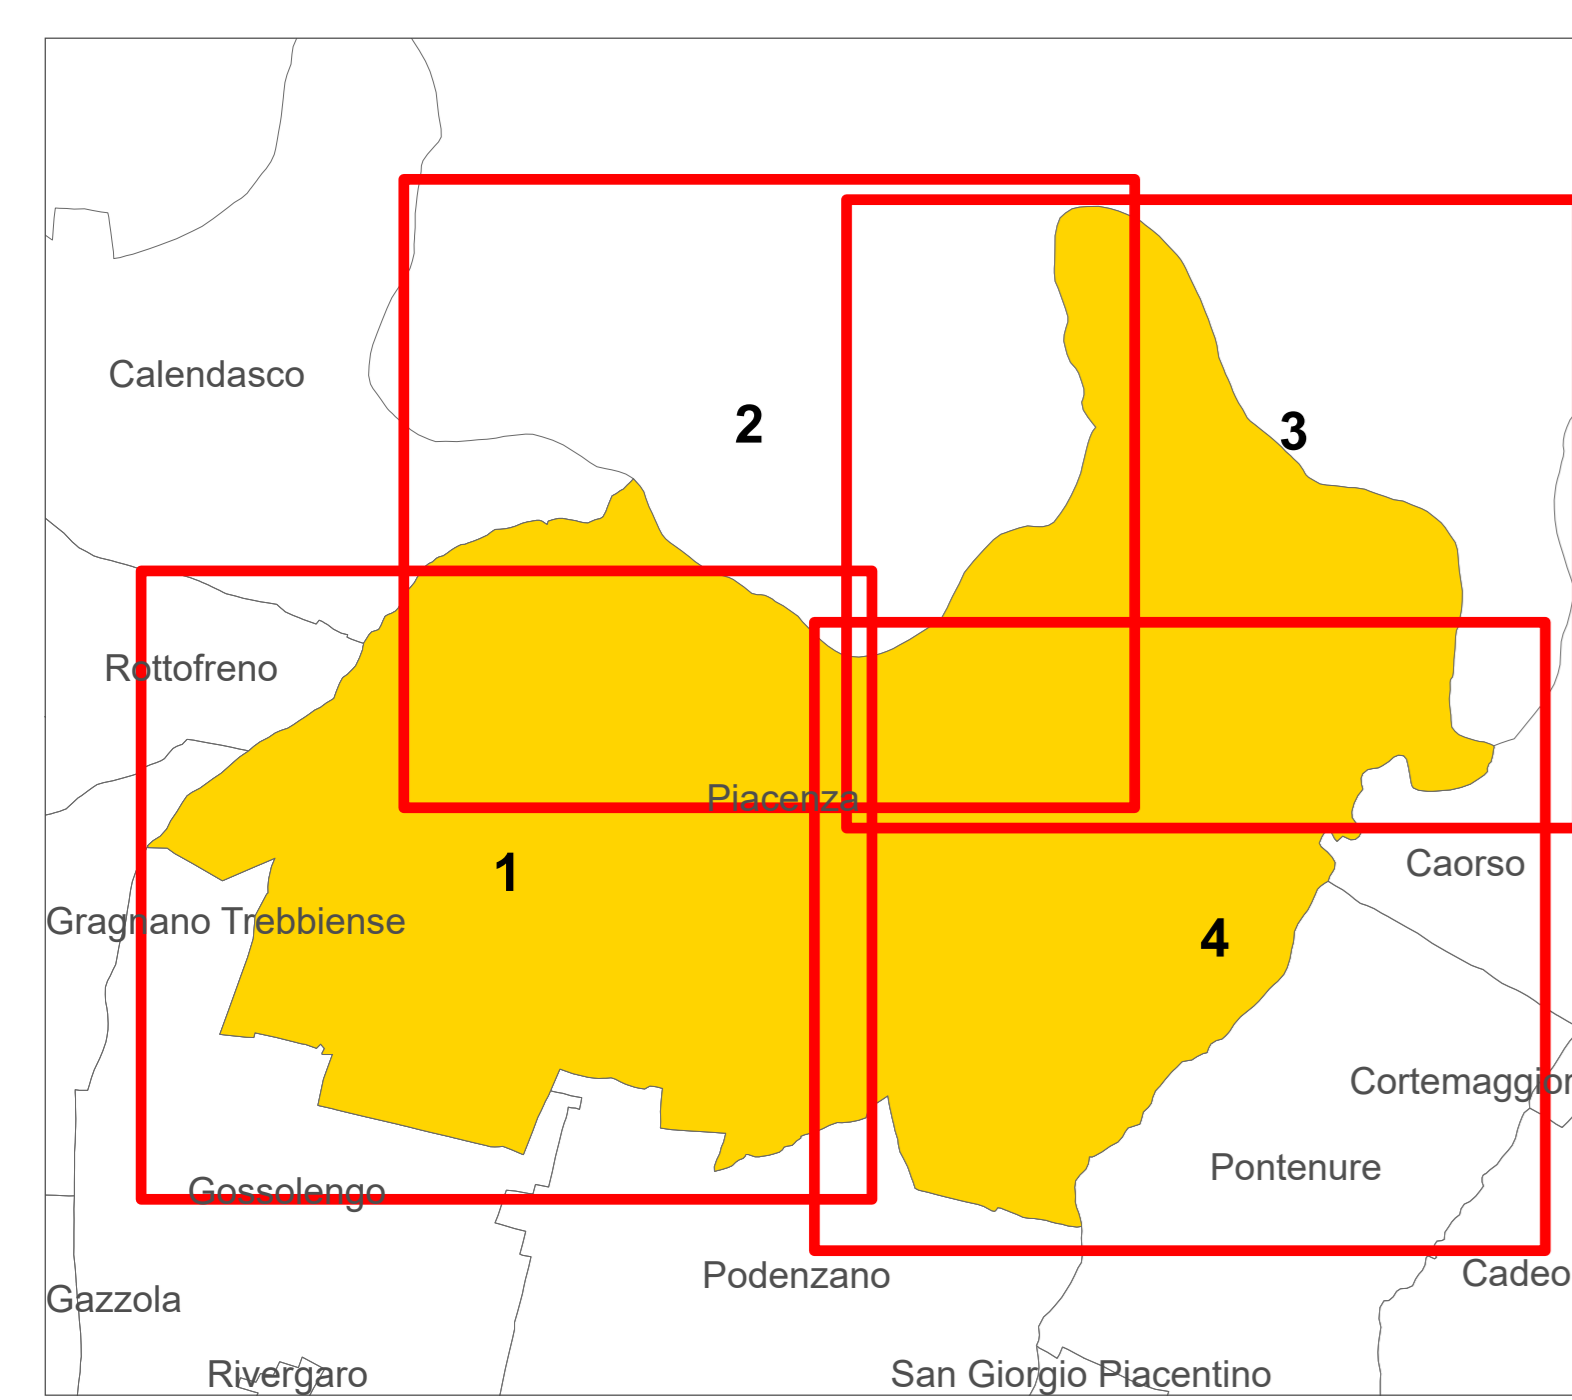 Calendasco
2
3
Rottofreno
Piacenza
1
Caorso
Gragnano Trebbiense
4
Cortemaggior
Pontenure
Gossolengo
Podenzano
Cadeo
Gazzola
Rivergaro
San Giorgio Piacentino